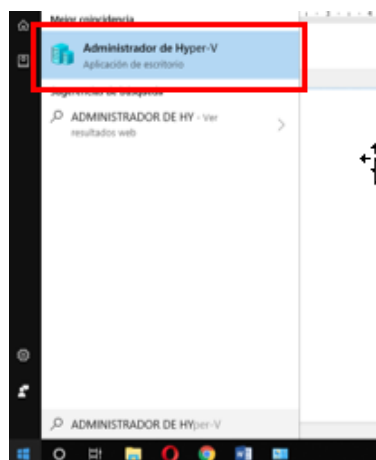 Mejor coincidencia
Administrador de Hyper-V
Aplicación de escritorio
Sugerencias de búsqueda
ADMINISTRADOR DE HY - Ver
resultados web
ADMINISTRADOR DE HYper-V